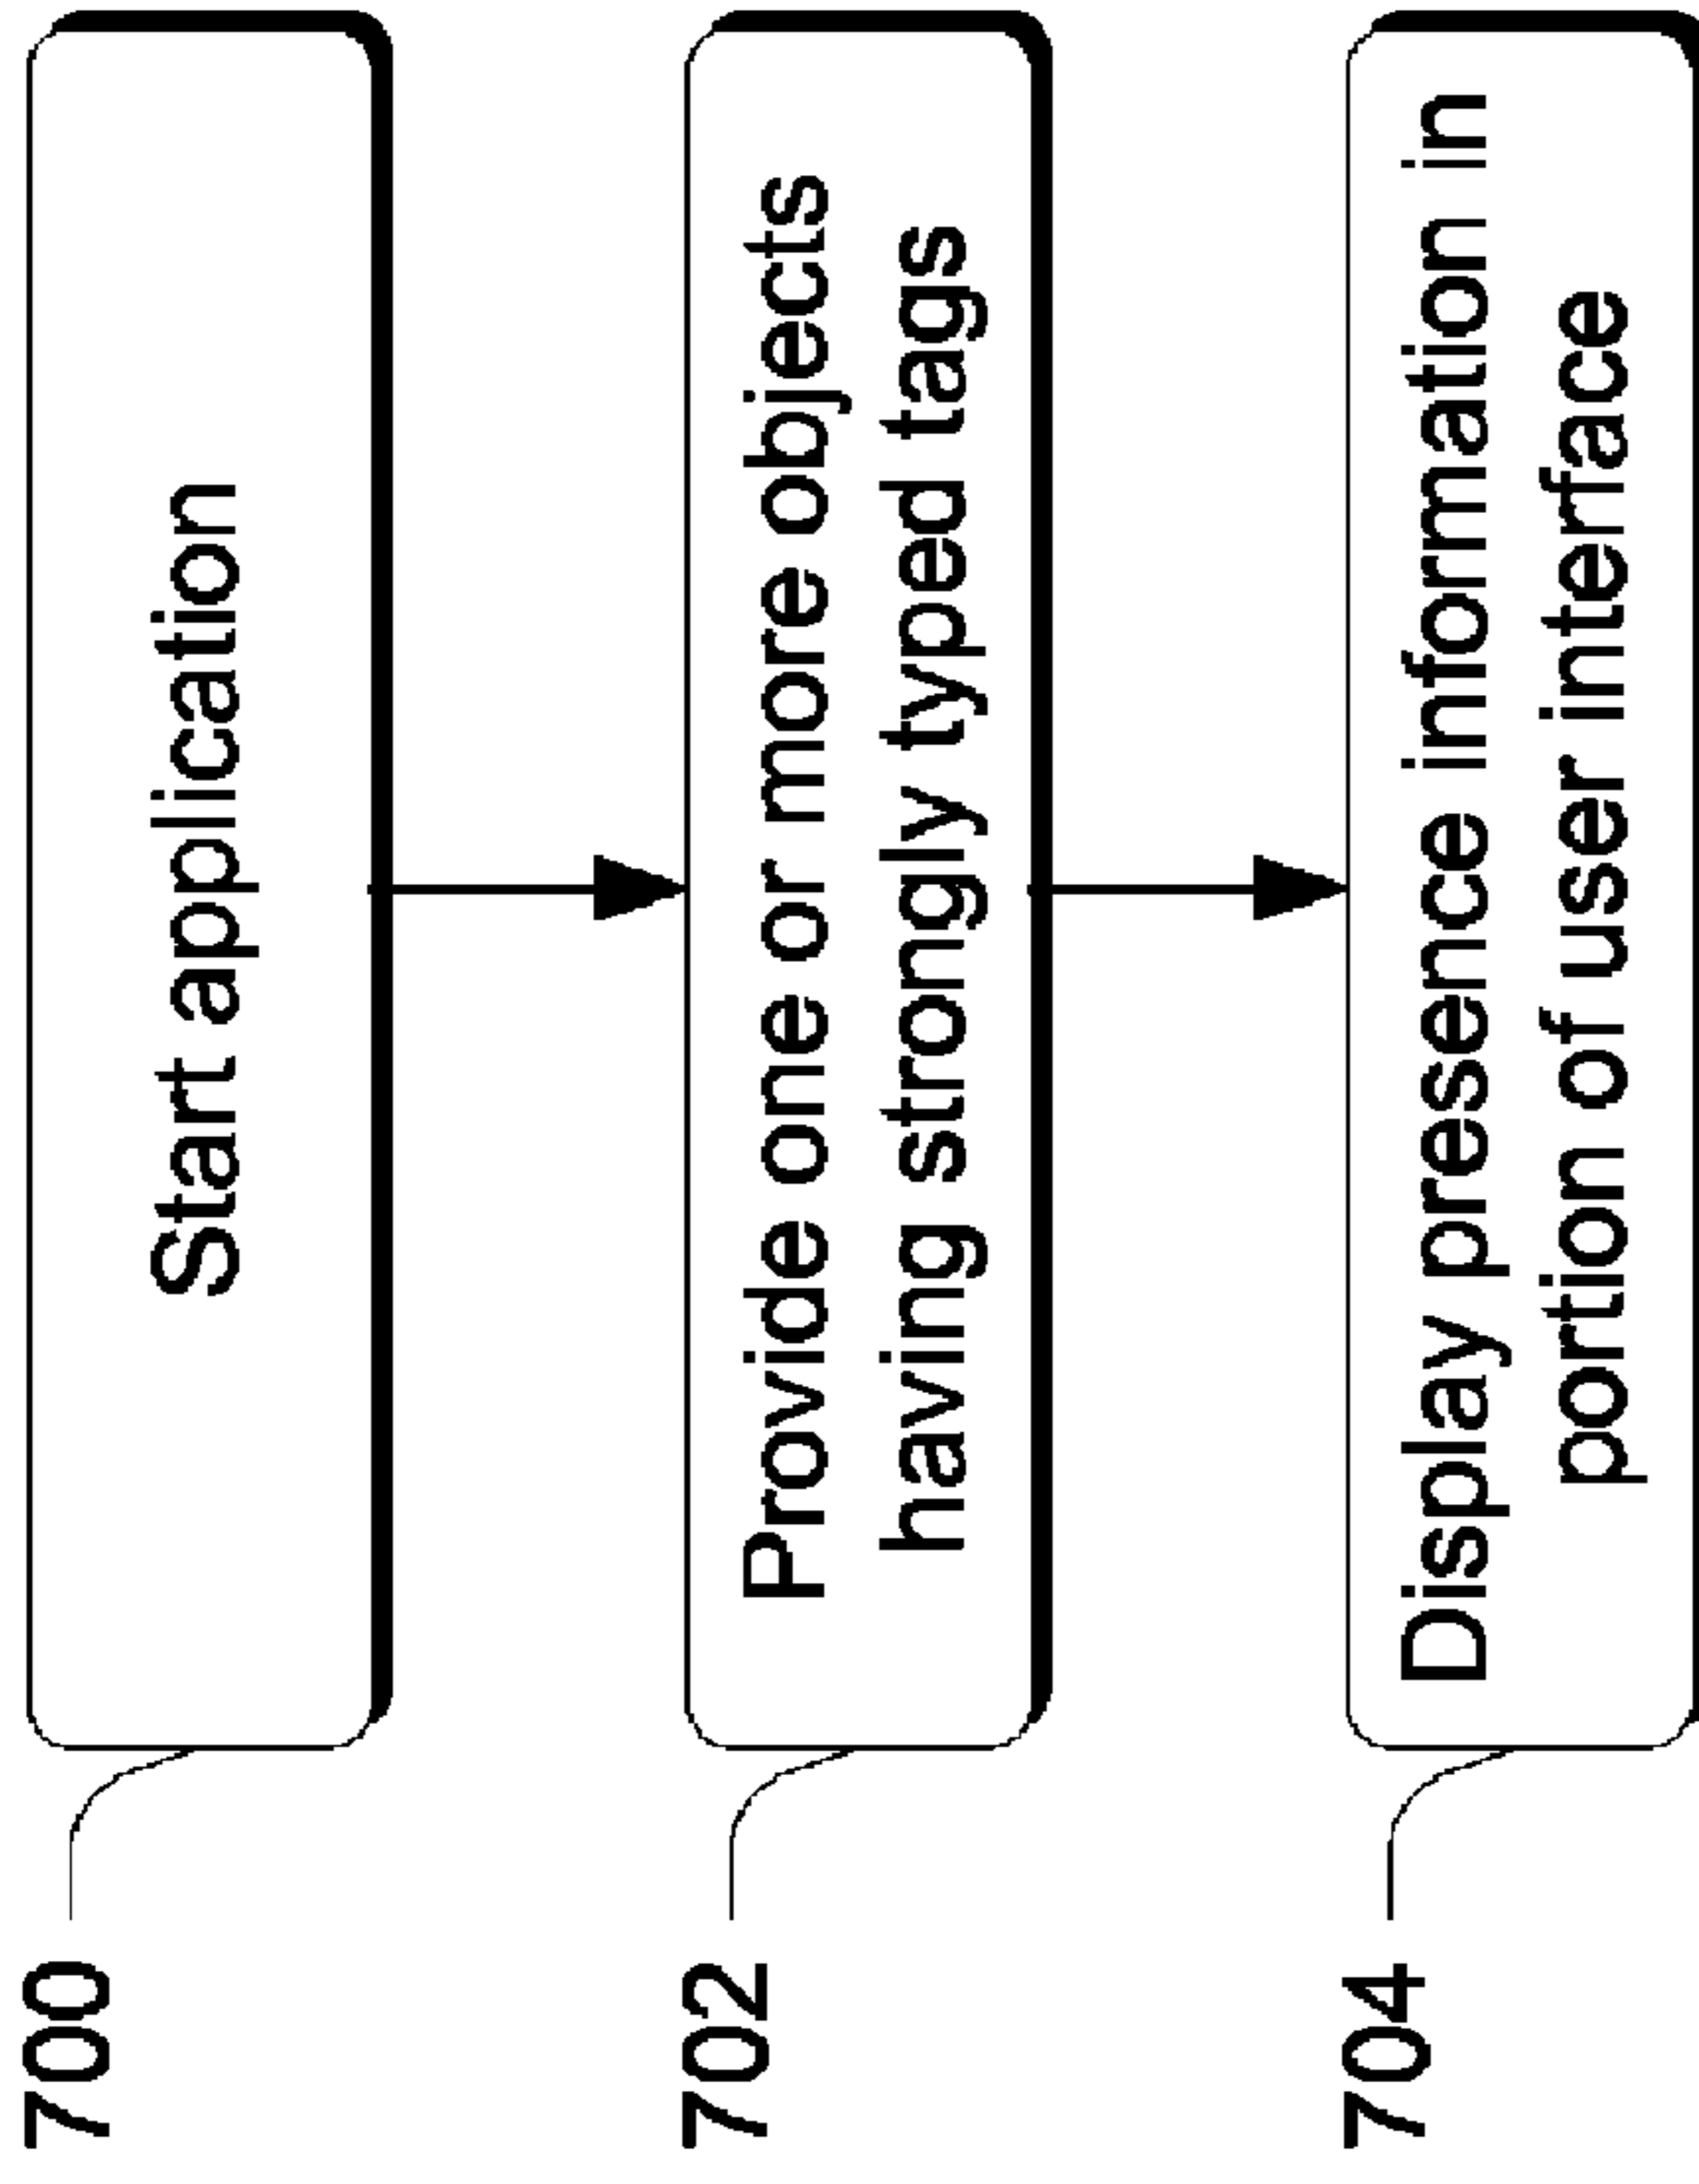 700
Start application
702
Provide one or more objects
having strongly typed tags
704
Display presence information in
portion of user interface